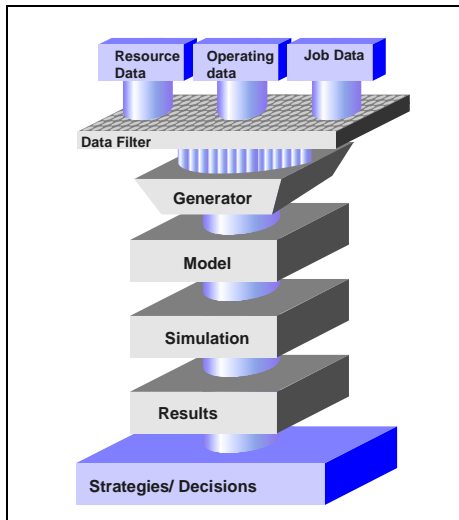 Resource
Data
Operating
data
Job Data
Data Filter
Generator
Model
Simulation
Results
Strategies/ Decisions